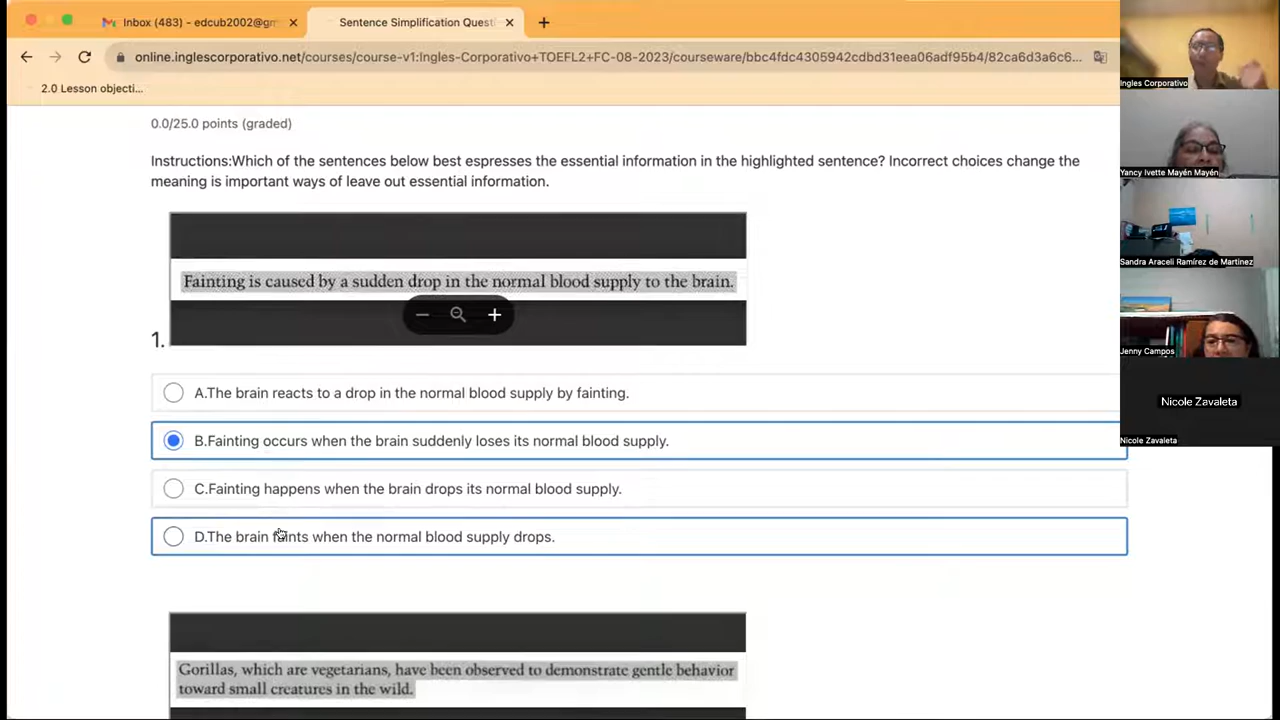 Inbox (483) - edcub2002@gm
Sentence Simplification Questi
online.inglescorporativo.net/courses/course-v1:Ingles-Corporativo+TOEFL2+FC-08-2023/courseware/bbc4fdc4305942cdbd31eea06adf95b4/82ca6d3a6c6...
2.0 Lesson objecti...
0.0/25.0 points (graded)
Instructions:Which of the sentences below best espresses the essential information in the highlighted sentence? Incorrect choices change the
meaning is important ways of leave out essential information.
Fainting is caused by a sudden drop in the normal blood supply to the brain.
1.
A.The brain reacts to a drop in the normal blood supply by fainting.
B.Fainting occurs when the brain suddenly loses its normal blood supply.
C.Fainting happens when the brain drops its normal blood supply.
D.The brain faints when the normal blood supply drops.
Gorillas, which are vegetarians, have been observed to demonstrate gentle behavior
toward small creatures in the wild.
Ingles Corporativo
Yancy Ivette Mayén Mayén
Sandra Araceli Ramírez de Martinez
Jenny Campos
Nicole Zavaleta
Nicole Zavaleta